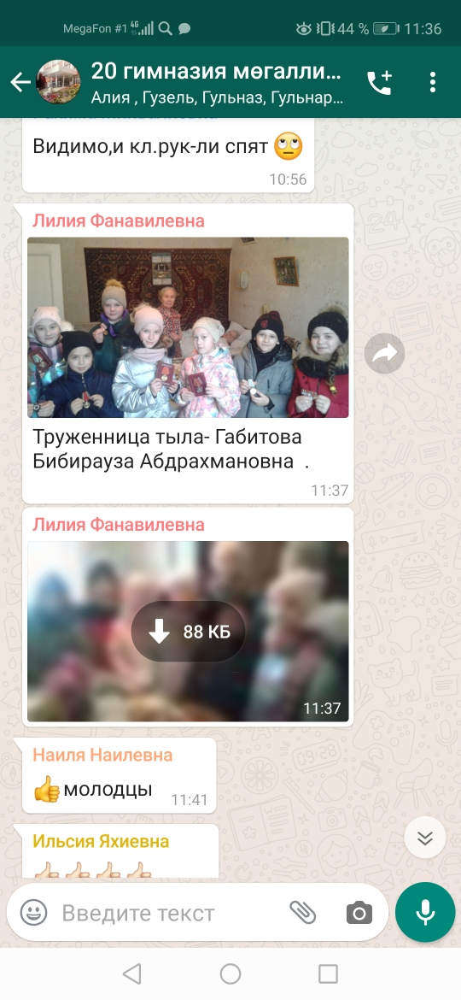 MegaFon #1 4G 44 % 11:36
20 гимназия мөгалли...
Алия , Гузель, Гульназ, Гульнар...
Видимо,и кл.рук-ли спят 🙄
10:56
Лилия Фанавилевна
Труженница тыла- Габитова
Бибирауза Абдрахмановна .
11:37
Лилия Фанавилевна
88 КБ
11:37
Наиля Наилевна
👍молодцы
11:41
Ильсия Яхиевна
👍🏻👍🏻👍🏻👍🏻
Введите текст